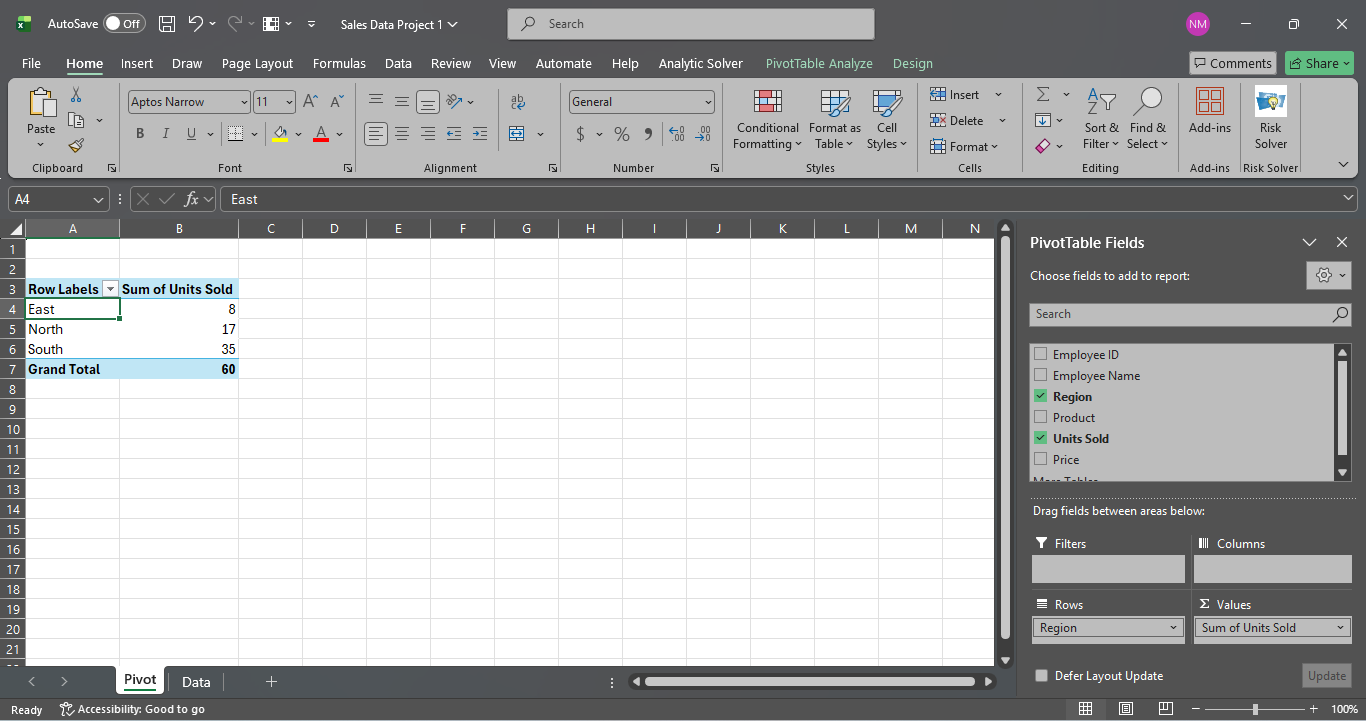 AutoSave Off Sales Data Project 1 Search NM
File Home Insert Draw Page Layout Formulas Data Review View Automate Help Analytic Solver PivotTable Analyze Design Comments Share
Paste
Clipboard
Aptos Narrow 11
B I U A
Font
ab
Alignment
General
$ %
Number
Conditional Formatting
Format as Table
Cell Styles
Styles
Insert
Delete
Format
Cells
Sort & Filter
Find & Select
Editing
Add-ins
Add-ins
Risk Solver
Risk Solver
A4 fx East
A B C D E F G H I J K L M N
1
2
3 Row Labels Sum of Units Sold
4 East 8
5 North 17
6 South 35
7 Grand Total 60
8
9
10
11
12
13
14
15
16
17
18
19
20
21
PivotTable Fields
Choose fields to add to report:
Search
Employee ID
Employee Name
Region
Product
Units Sold
Price
More Tables
Drag fields between areas below:
Filters
Columns
Rows
Σ Values
Region
Sum of Units Sold
Defer Layout Update Update
Pivot Data
Ready Accessibility: Good to go 100%